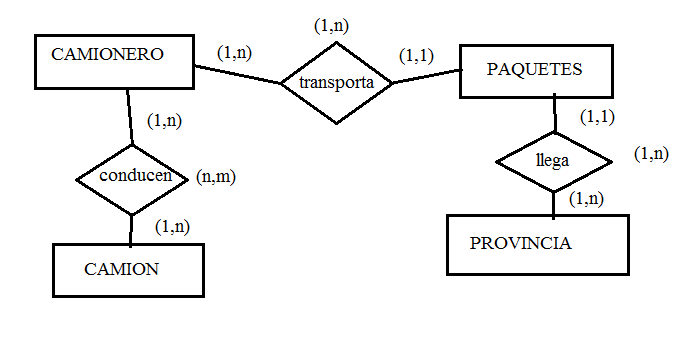 (1,n)
CAMIONERO
(1,n)
(1,1)
PAQUETES
transporta
(1,n)
(1,1)
conducen
(n,m)
llega
(1,n)
(1,n)
(1,n)
CAMION
PROVINCIA